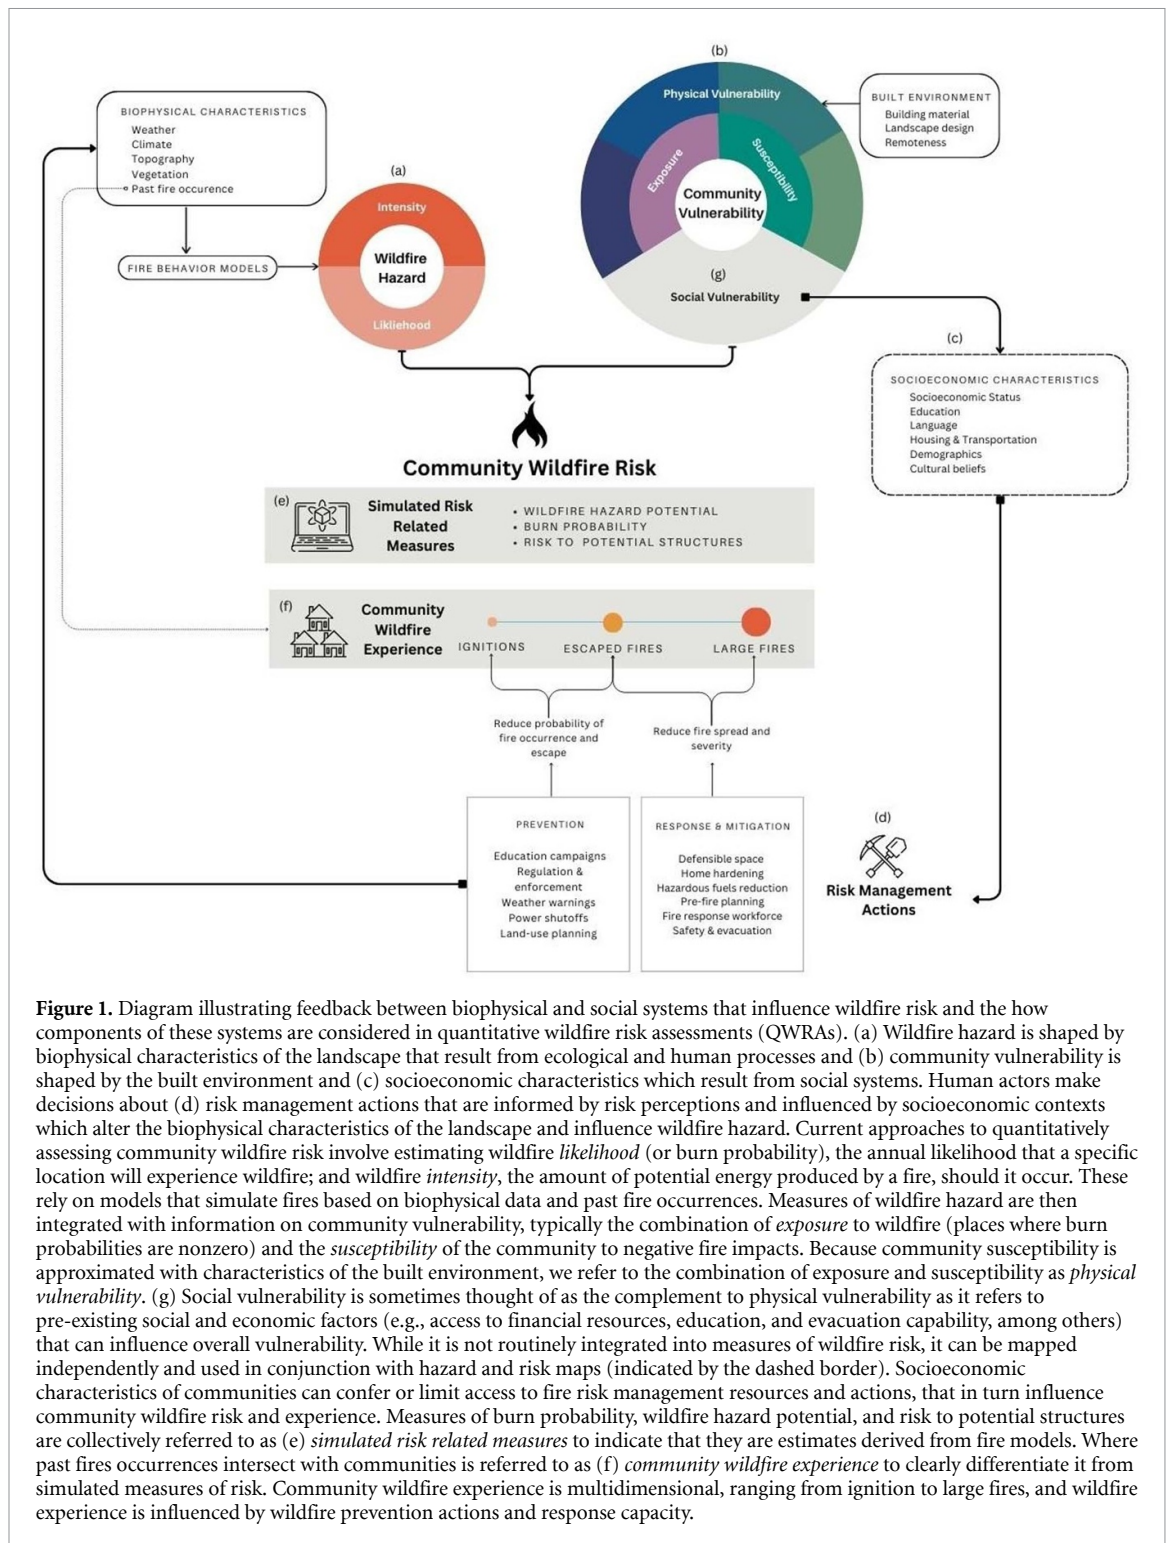 (b)
BIOPHYSICAL CHARACTERISTICS
Weather
Climate
Topography
Vegetation
Past fire occurence
FIRE BEHAVIOR MODELS
(a)
Intensity
Wildfire
Hazard
Likliehood
Physical Vulnerability
Exposure
Susceptibility
Community
Vulnerability
(g)
Social Vulnerability
BUILT ENVIRONMENT
Building material
Landscape design
Remoteness
(c)
SOCIOECONOMIC CHARACTERISTICS
Socioeconomic Status
Education
Language
Housing & Transportation
Demographics
Cultural beliefs
Community Wildfire Risk
(e)
Simulated Risk
Related
Measures
• WILDFIRE HAZARD POTENTIAL
• BURN PROBABILITY
• RISK TO POTENTIAL STRUCTURES
(f)
Community
Wildfire
Experience
IGNITIONS
ESCAPED FIRES
LARGE FIRES
Reduce probability of
fire occurrence and
escape
Reduce fire spread and
severity
PREVENTION
Education campaigns
Regulation &
enforcement
Weather warnings
Power shutoffs
Land-use planning
RESPONSE & MITIGATION
Defensible space
Home hardening
Hazardous fuels reduction
Pre-fire planning
Fire response workforce
Safety & evacuation
(d)
Risk Management
Actions
Figure 1. Diagram illustrating feedback between biophysical and social systems that influence wildfire risk and the how
components of these systems are considered in quantitative wildfire risk assessments (QWRAs). (a) Wildfire hazard is shaped by
biophysical characteristics of the landscape that result from ecological and human processes and (b) community vulnerability is
shaped by the built environment and (c) socioeconomic characteristics which result from social systems. Human actors make
decisions about (d) risk management actions that are informed by risk perceptions and influenced by socioeconomic contexts
which alter the biophysical characteristics of the landscape and influence wildfire hazard. Current approaches to quantitatively
assessing community wildfire risk involve estimating wildfire likelihood (or burn probability), the annual likelihood that a specific
location will experience wildfire; and wildfire intensity, the amount of potential energy produced by a fire, should it occur. These
rely on models that simulate fires based on biophysical data and past fire occurrences. Measures of wildfire hazard are then
integrated with information on community vulnerability, typically the combination of exposure to wildfire (places where burn
probabilities are nonzero) and the susceptibility of the community to negative fire impacts. Because community susceptibility is
approximated with characteristics of the built environment, we refer to the combination of exposure and susceptibility as physical
vulnerability. (g) Social vulnerability is sometimes thought of as the complement to physical vulnerability as it refers to
pre-existing social and economic factors (e.g., access to financial resources, education, and evacuation capability, among others)
that can influence overall vulnerability. While it is not routinely integrated into measures of wildfire risk, it can be mapped
independently and used in conjunction with hazard and risk maps (indicated by the dashed border). Socioeconomic
characteristics of communities can confer or limit access to fire risk management resources and actions, that in turn influence
community wildfire risk and experience. Measures of burn probability, wildfire hazard potential, and risk to potential structures
are collectively referred to as (e) simulated risk related measures to indicate that they are estimates derived from fire models. Where
past fires occurrences intersect with communities is referred to as (f) community wildfire experience to clearly differentiate it from
simulated measures of risk. Community wildfire experience is multidimensional, ranging from ignition to large fires, and wildfire
experience is influenced by wildfire prevention actions and response capacity.